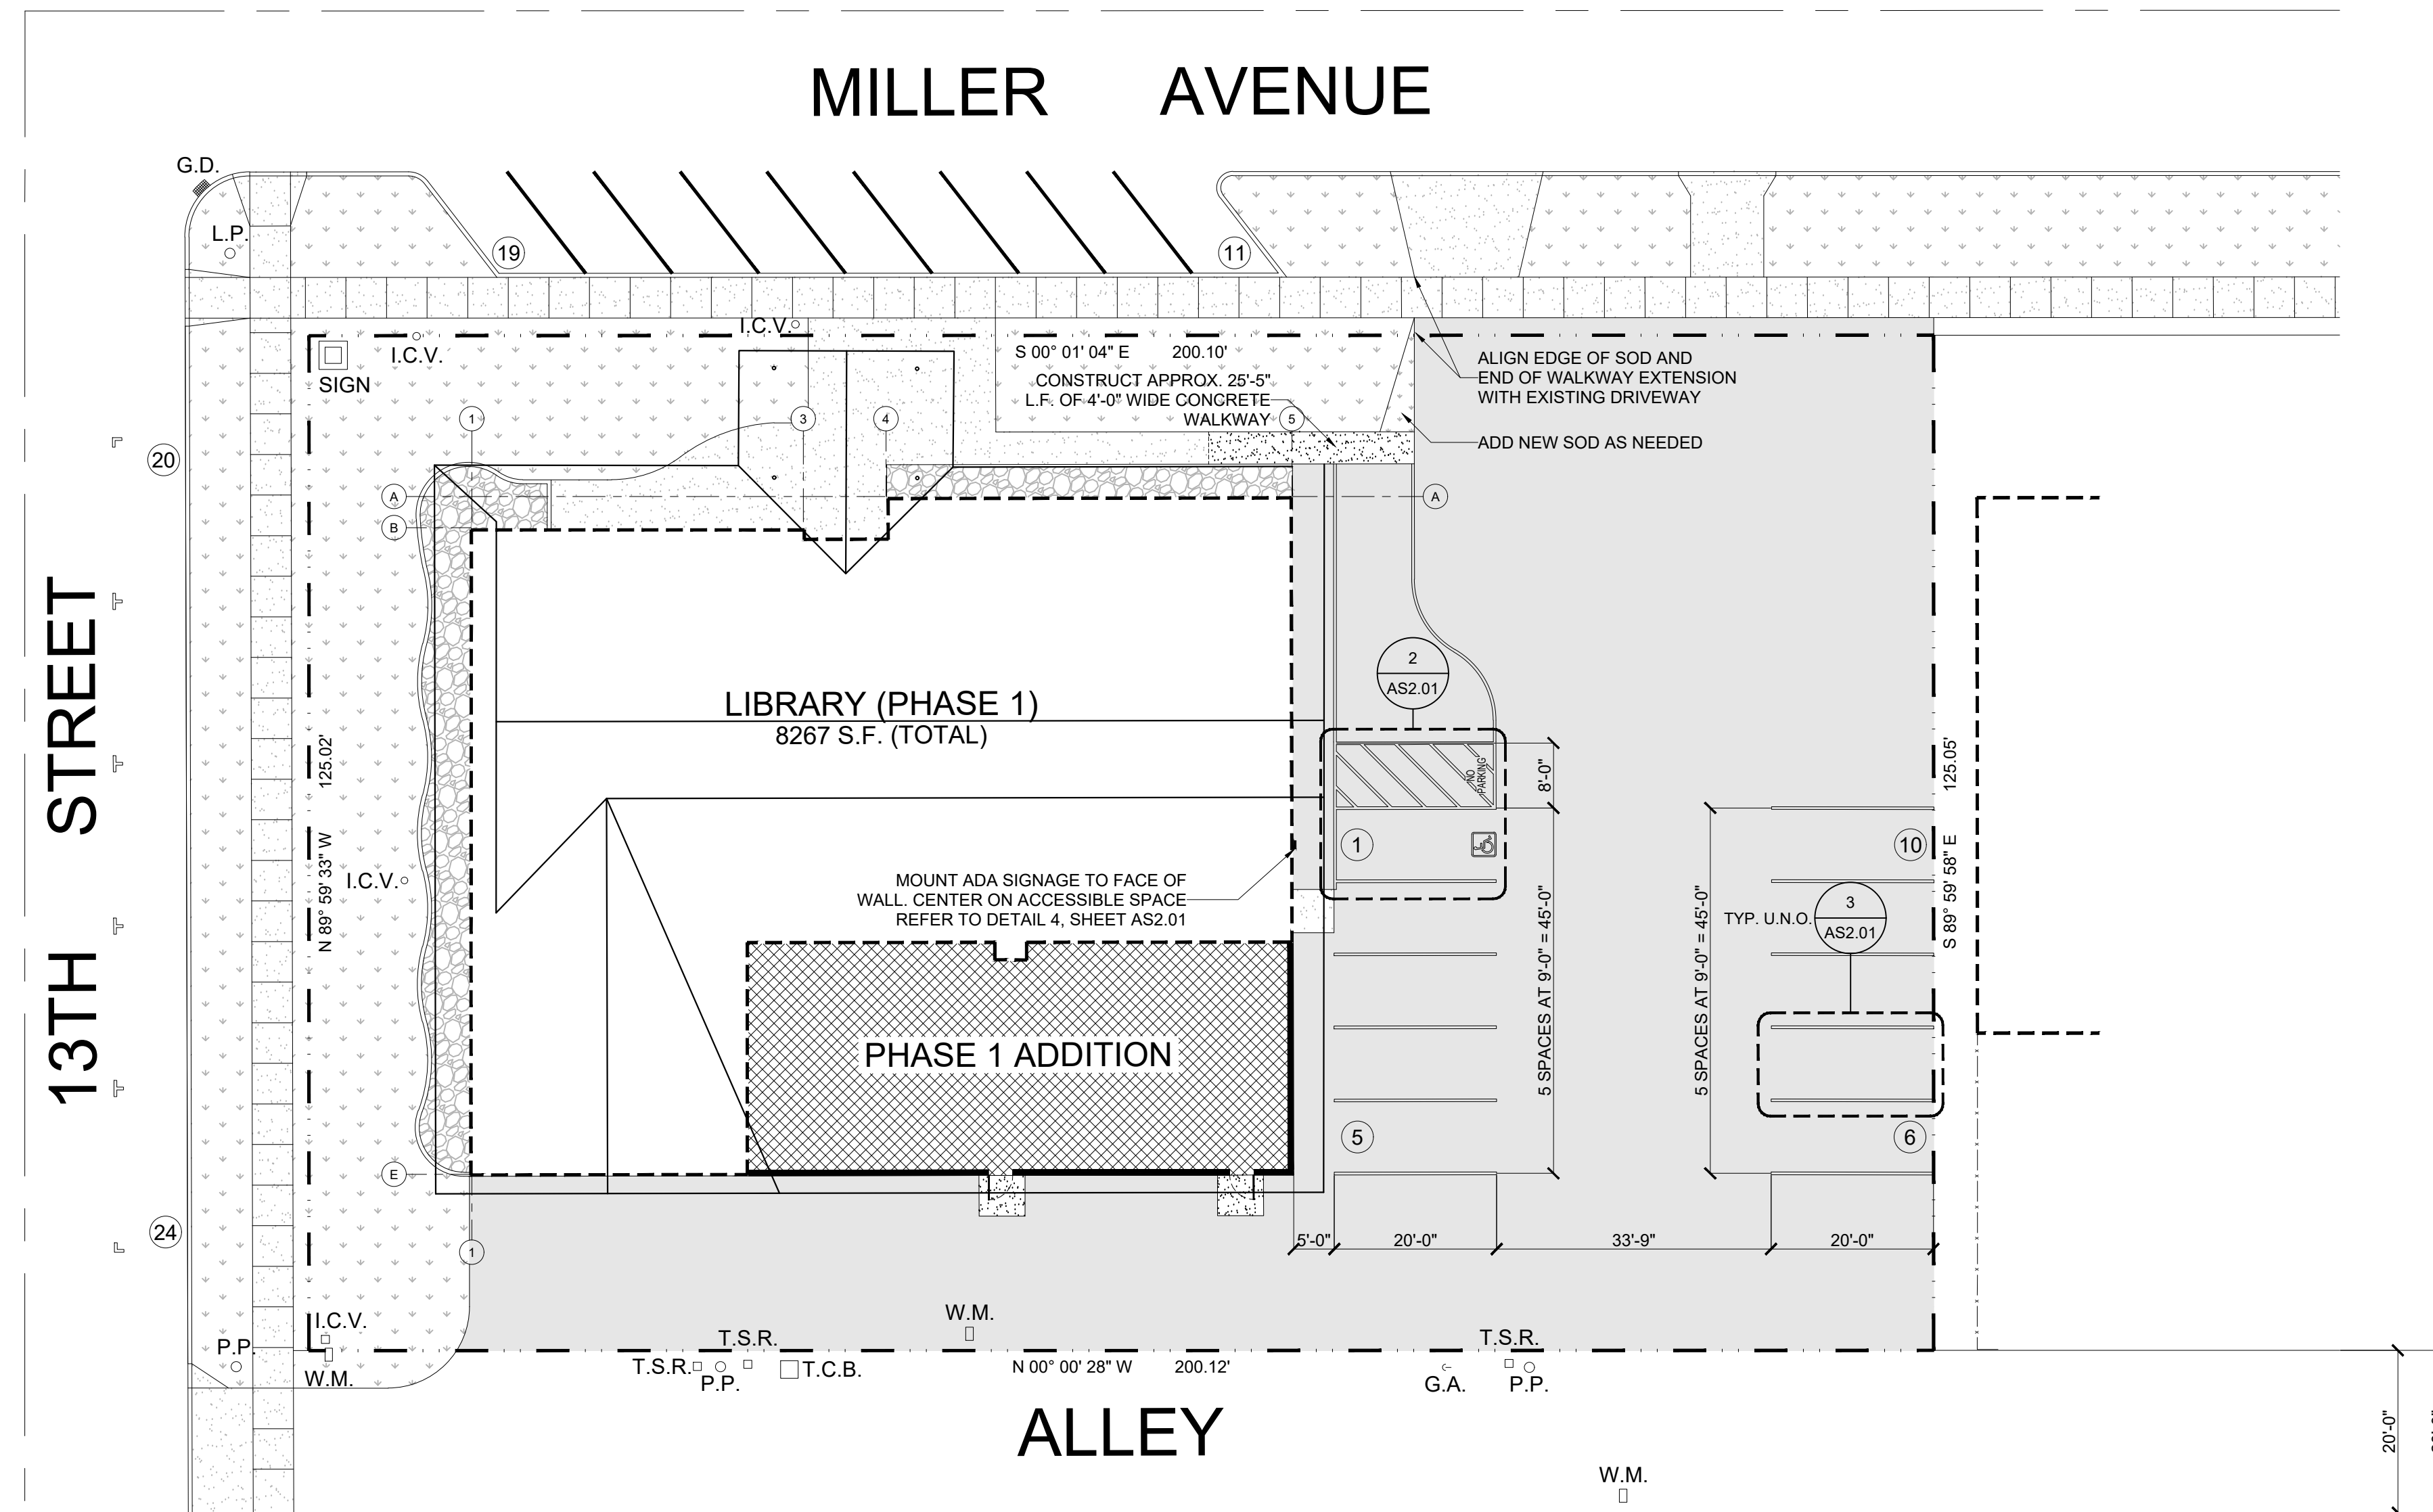 MILLER AVENUE
G.D.
L.P.
19
11
I.C.V.
I.C.V.
SIGN
S 00° 01' 04" E 200.10'
CONSTRUCT APPROX. 25'-5"
L.F. OF 4'-0" WIDE CONCRETE
WALKWAY
ALIGN EDGE OF SOD AND
END OF WALKWAY EXTENSION
WITH EXISTING DRIVEWAY
ADD NEW SOD AS NEEDED
1
3
4
5
20
A
A
B
13TH STREET
N 89° 59' 33" W 125.02'
LIBRARY (PHASE 1)
8267 S.F. (TOTAL)
2
AS2.01
NO
PARKING
8'-0"
1
10
S 89° 59' 58" E 125.05'
I.C.V.
MOUNT ADA SIGNAGE TO FACE OF
WALL. CENTER ON ACCESSIBLE SPACE
REFER TO DETAIL 4, SHEET AS2.01
5 SPACES AT 9'-0" = 45'-0"
5 SPACES AT 9'-0" = 45'-0"
TYP. U.N.O.
3
AS2.01
PHASE 1 ADDITION
5
6
E
24
1
5'-0"
20'-0"
33'-9"
20'-0"
I.C.V.
W.M.
P.P.
T.S.R.
T.S.R.
W.M.
T.S.R.
P.P.
T.C.B.
N 00° 00' 28" W 200.12'
G.A.
P.P.
ALLEY
W.M.
20'-0"